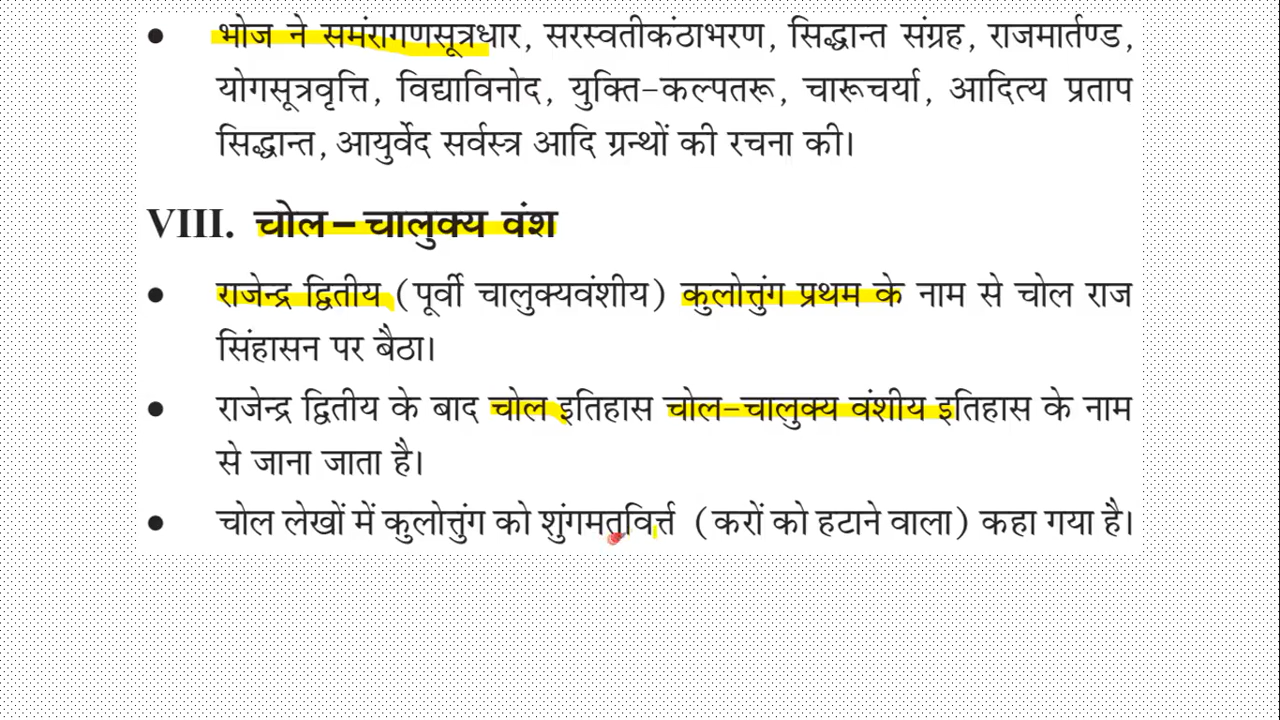 ● भोज ने समंरागणसूत्रधार, सरस्वतीकंठाभरण, सिद्धान्त संग्रह, राजमार्तण्ड,
योगसूत्रवृत्ति, विद्याविनोद, युक्ति-कल्पतरू, चारूचर्या, आदित्य प्रताप
सिद्धान्त, आयुर्वेद सर्वस्त्र आदि ग्रन्थों की रचना की।
VIII. चोल-चालुक्य वंश
● राजेन्द्र द्वितीय (पूर्वी चालुक्यवंशीय) कुलोत्तुंग प्रथम के नाम से चोल राज
सिंहासन पर बैठा।
● राजेन्द्र द्वितीय के बाद चोल इतिहास चोल-चालुक्य वंशीय इतिहास के नाम
से जाना जाता है।
● चोल लेखों में कुलोत्तुंग को शुंगमतविर्त्त (करों को हटाने वाला) कहा गया है।